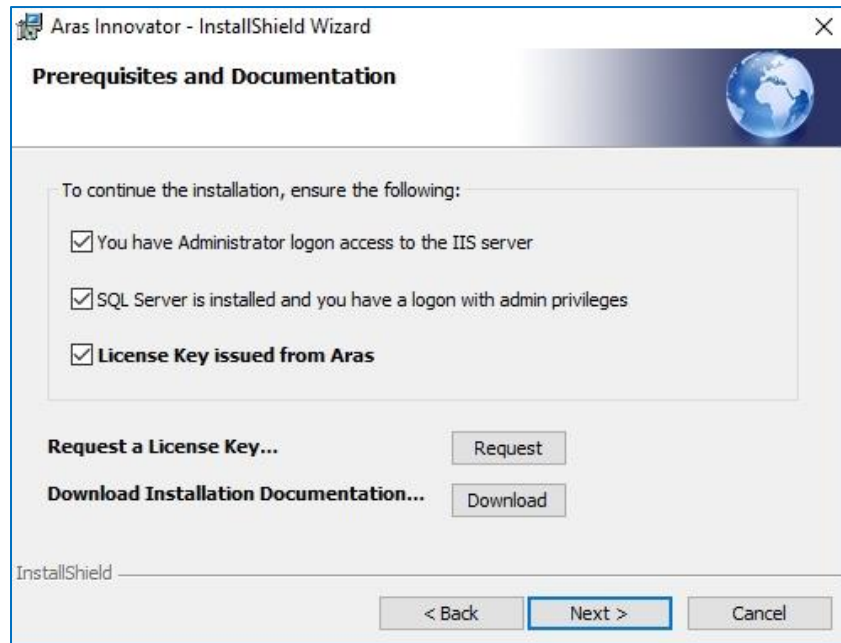 Aras Innovator - InstallShield Wizard
Prerequisites and Documentation
To continue the installation, ensure the following:
You have Administrator logon access to the IIS server
SQL Server is installed and you have a logon with admin privileges
License Key issued from Aras
Request a License Key...
Request
Download Installation Documentation...
Download
InstallShield
< Back
Next >
Cancel